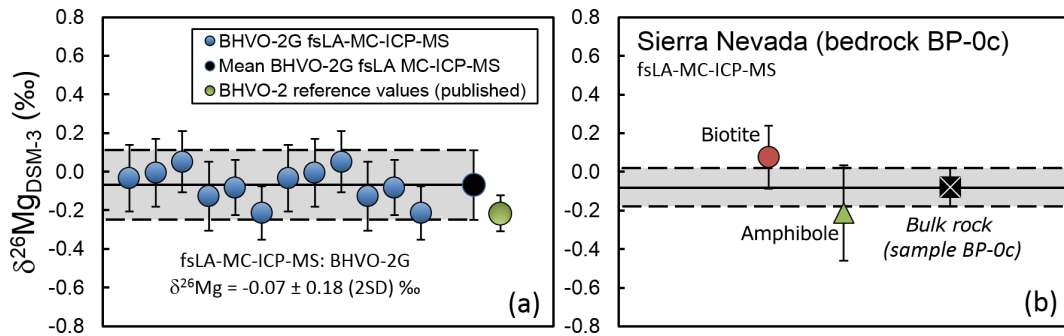 δ²⁶Mg_DSM-3 (‰)
0.8
0.6
0.4
0.2
0.0
-0.2
-0.4
-0.6
-0.8
BHVO-2G fsLA-MC-ICP-MS
Mean BHVO-2G fsLA MC-ICP-MS
BHVO-2 reference values (published)
fsLA-MC-ICP-MS: BHVO-2G
δ²⁶Mg = -0.07 ± 0.18 (2SD) ‰
(a)
0.8
0.6
0.4
0.2
0.0
-0.2
-0.4
-0.6
-0.8
Sierra Nevada (bedrock BP-0c)
fsLA-MC-ICP-MS
Biotite
Amphibole
Bulk rock
(sample BP-0c)
(b)